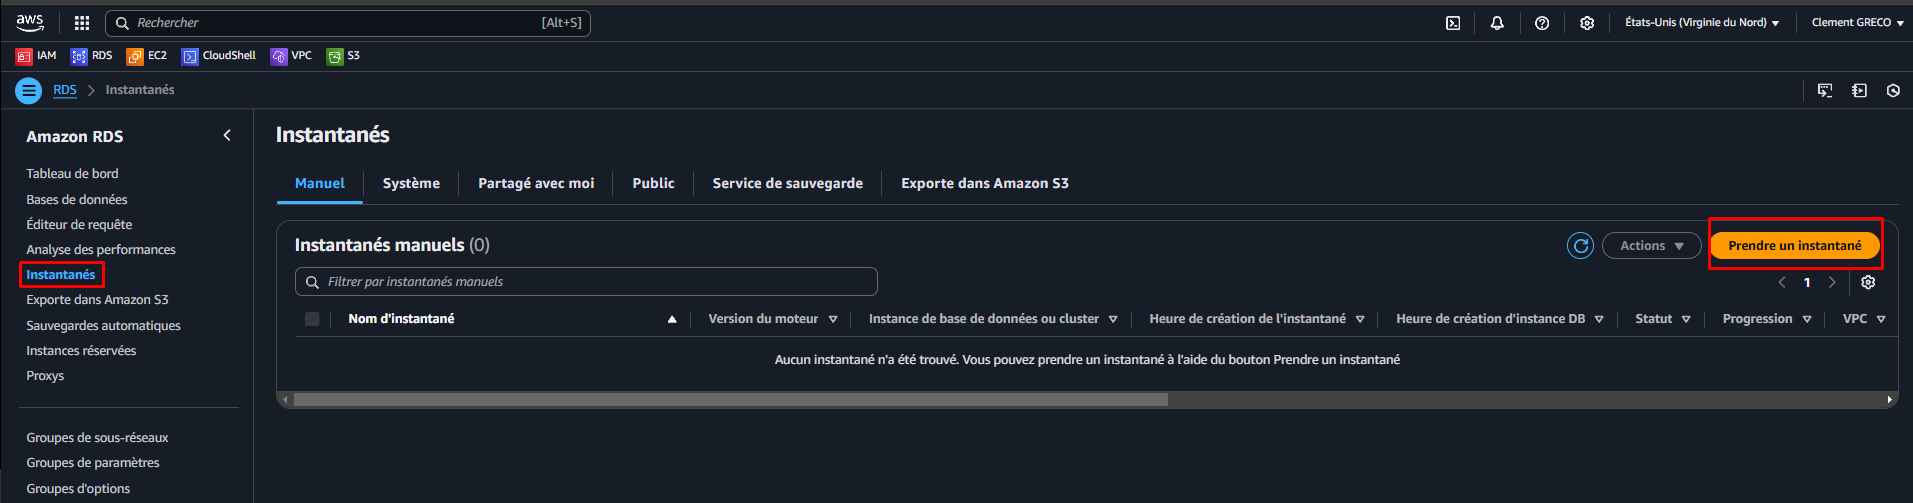 aws
Rechercher [Alt+S]
États-Unis (Virginie du Nord)
Clement GRECO
IAM RDS EC2 CloudShell VPC S3
RDS > Instantanés
Amazon RDS
Tableau de bord
Bases de données
Éditeur de requête
Analyse des performances
Instantanés
Exporte dans Amazon S3
Sauvegardes automatiques
Instances réservées
Proxys
Groupes de sous-réseaux
Groupes de paramètres
Groupes d'options
Instantanés
Manuel Système Partagé avec moi Public Service de sauvegarde Exporte dans Amazon S3
Instantanés manuels (0)
Actions
Prendre un instantané
Filtrer par instantanés manuels
1
Nom d'instantané Version du moteur Instance de base de données ou cluster Heure de création de l'instantané Heure de création d'instance DB Statut Progression VPC
Aucun instantané n'a été trouvé. Vous pouvez prendre un instantané à l'aide du bouton Prendre un instantané